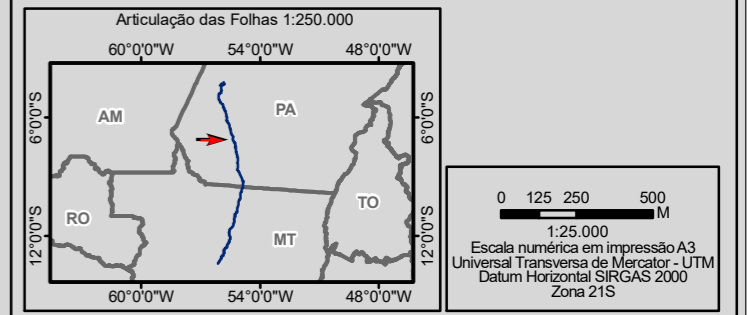 Articulação das Folhas 1:250.000
60°0'0"W 54°0'0"W 48°0'0"W
6°0'0"S 6°0'0"S
AM PA
RO TO
MT
12°0'0"S 12°0'0"S
60°0'0"W 54°0'0"W 48°0'0"W
0 125 250 500
M
1:25.000
Escala numérica em impressão A3
Universal Transversa de Mercator - UTM
Datum Horizontal SIRGAS 2000
Zona 21S